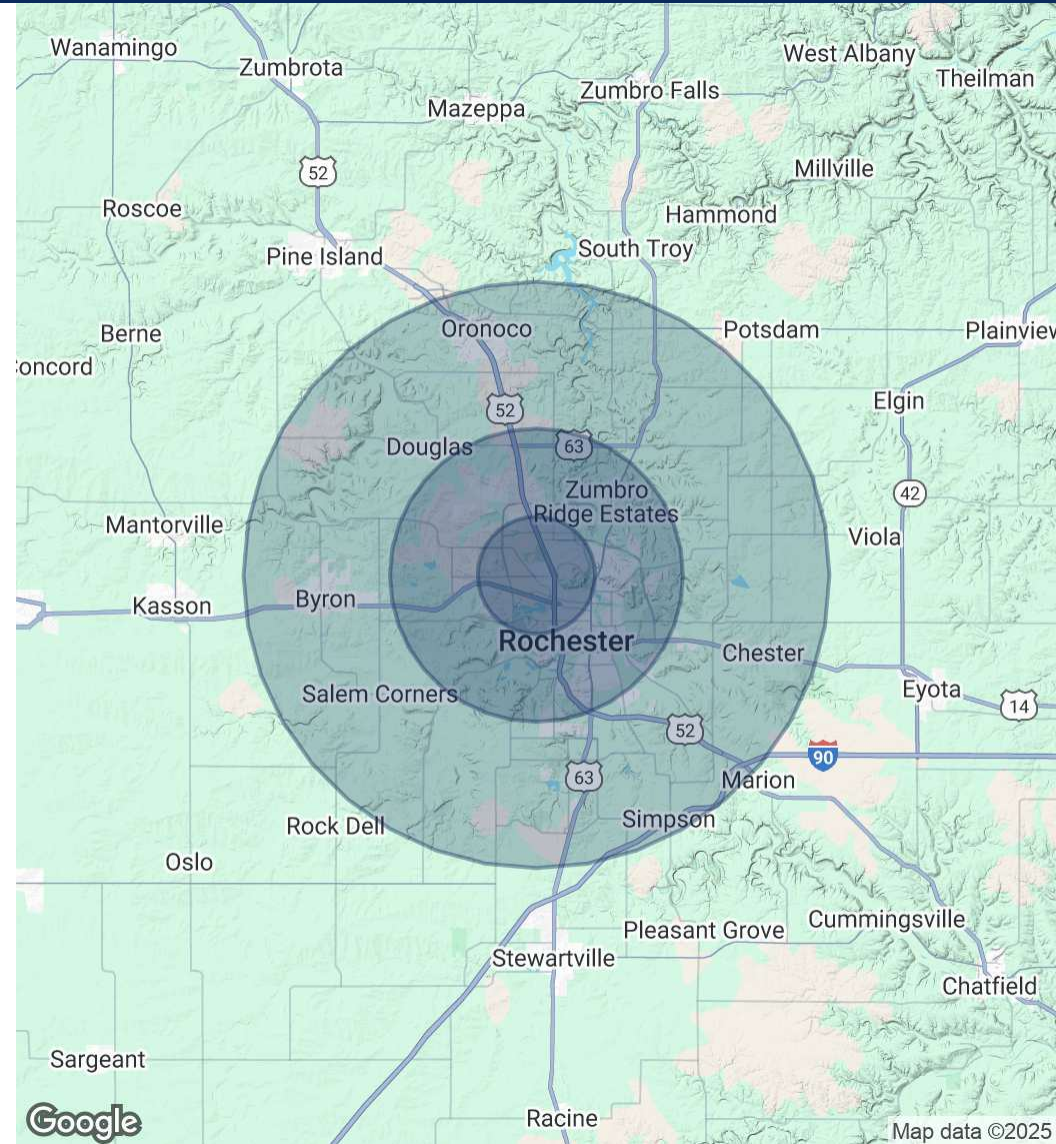 Wanamingo
Zumbrota
West Albany
Theilman
Zumbro Falls
Mazeppa
52
Millville
Roscoe
Hammond
Pine Island
South Troy
Berne
Oronoco
Potsdam
Plainview
Concord
Elgin
52
Douglas
63
Zumbro
Ridge Estates
42
Mantorville
Viola
Kasson
Byron
Rochester
Chester
Salem Corners
Eyota
14
52
90
63
Marion
Simpson
Rock Dell
Oslo
Cummingsville
Pleasant Grove
Stewartville
Chatfield
Sargeant
Racine
Google
Map data ©2025